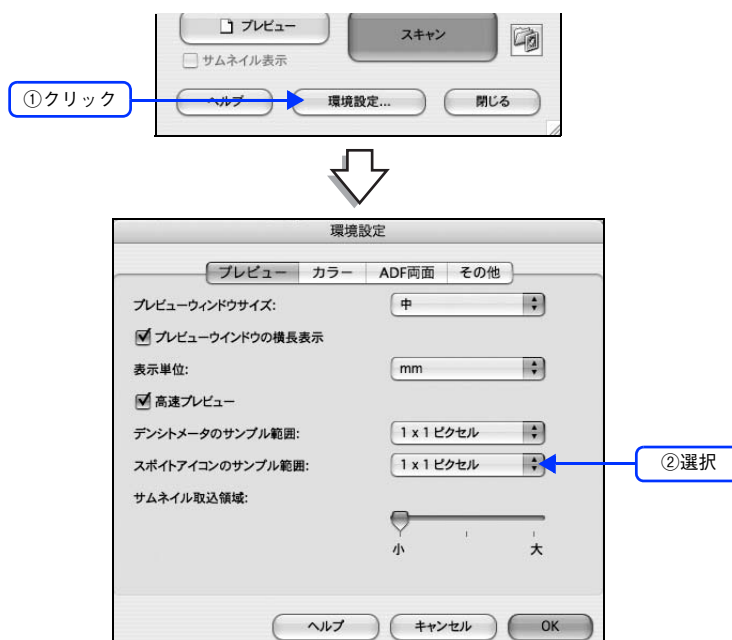 プレビュー
スキャン
サムネイル表示
①クリック
ヘルプ
環境設定...
閉じる
環境設定
プレビュー カラー ADF両面 その他
プレビューウィンドウサイズ: 中
プレビューウインドウの横長表示
表示単位: mm
高速プレビュー
デンシトメータのサンプル範囲: 1 x 1 ピクセル
スポイトアイコンのサンプル範囲: 1 x 1 ピクセル
②選択
サムネイル取込領域:
小 大
ヘルプ キャンセル OK